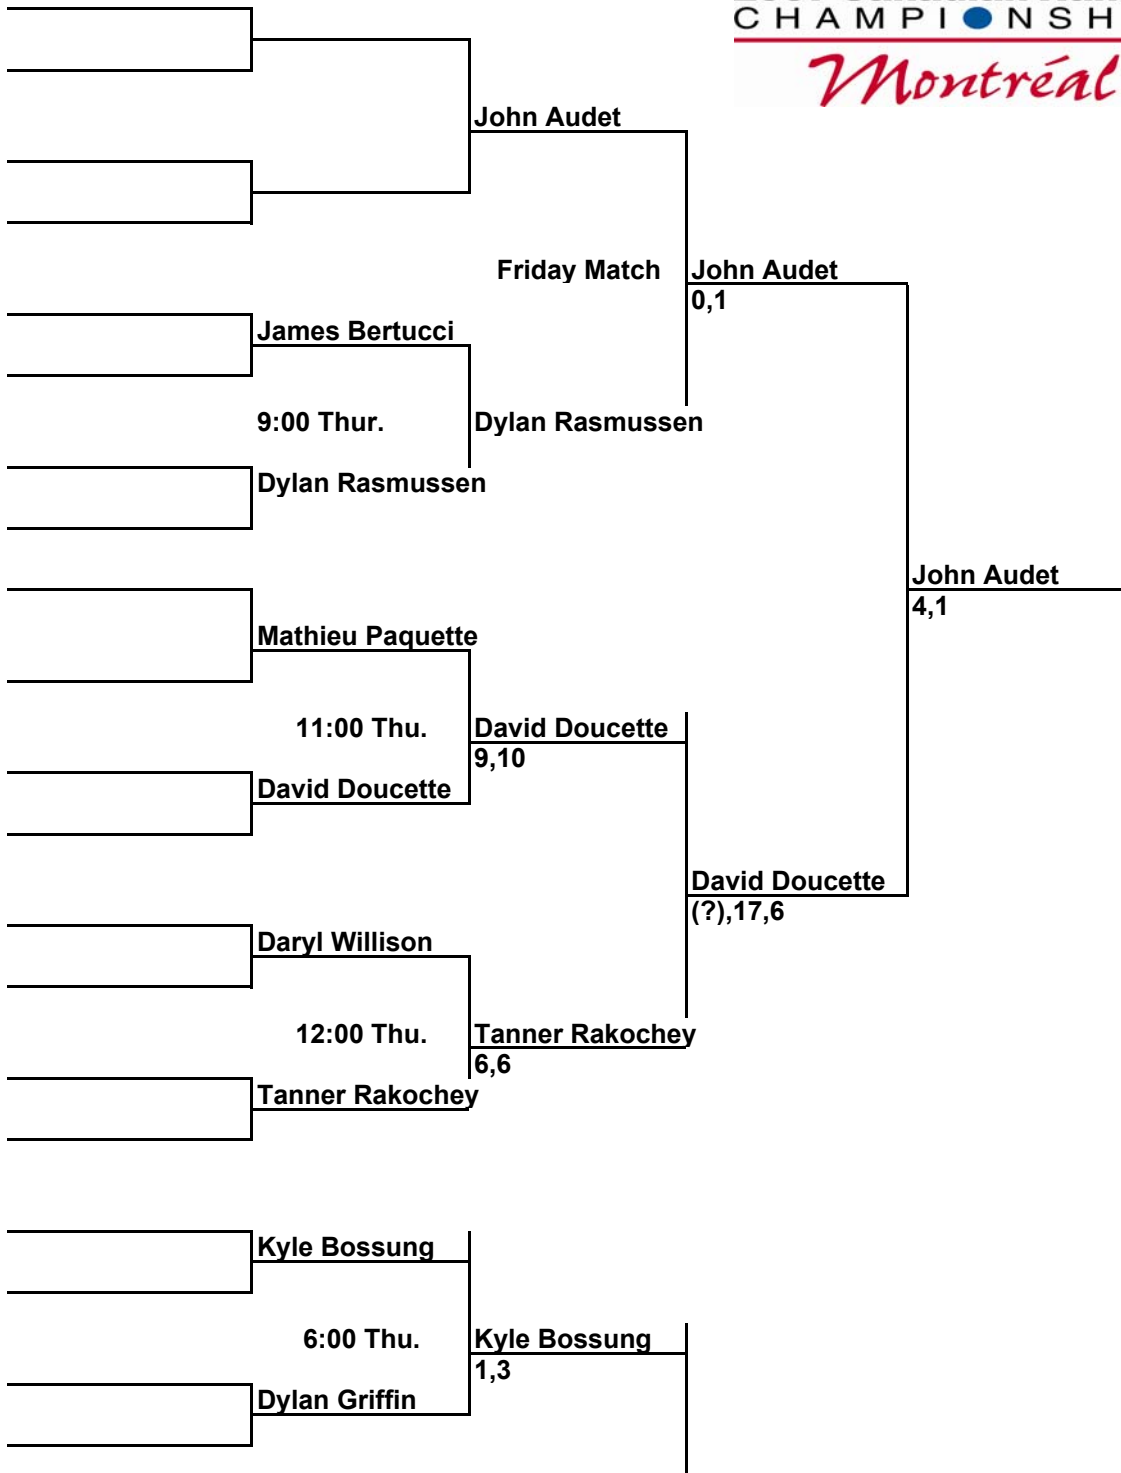 CHAMPIONSH
Montréal
John Audet
Friday Match
John Audet
0,1
James Bertucci
9:00 Thur.
Dylan Rasmussen
Dylan Rasmussen
John Audet
4,1
Mathieu Paquette
11:00 Thu.
David Doucette
9,10
David Doucette
David Doucette
(?),17,6
Daryl Willison
12:00 Thu.
Tanner Rakochey
6,6
Tanner Rakochey
Kyle Bossung
6:00 Thu.
Kyle Bossung
1,3
Dylan Griffin